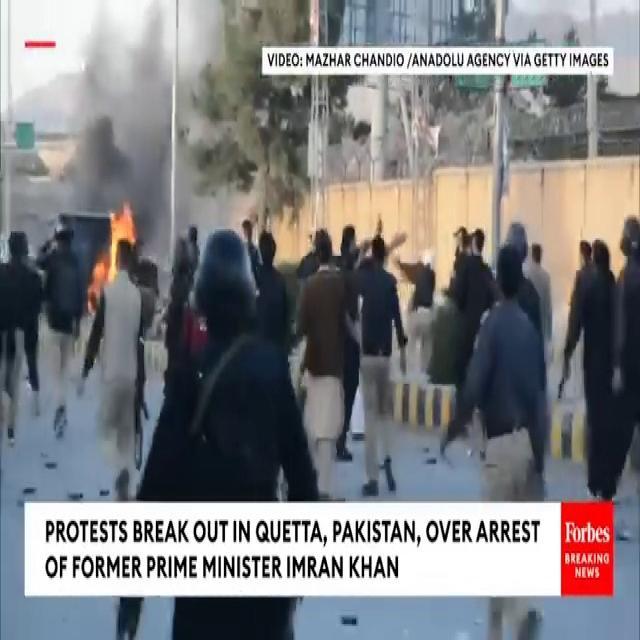 VIDEO: MAZHAR CHANDIO /ANADOLU AGENCY VIA GETTY IMAGES
PROTESTS BREAK OUT IN QUETTA, PAKISTAN, OVER ARREST
OF FORMER PRIME MINISTER IMRAN KHAN
Forbes
BREAKING
NEWS